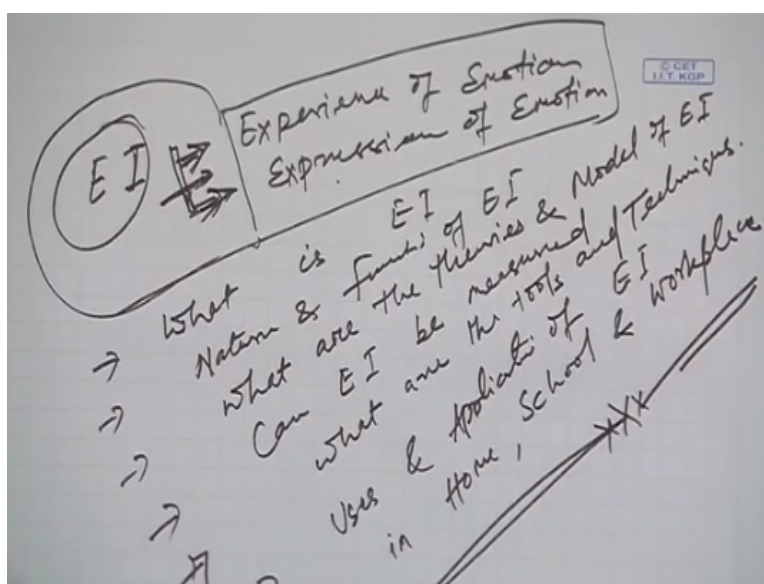 © CET
I.I.T. KGP
Experience of Emotion
Expression of Emotion
EI
→ What is EI
→ Nature & Functi of EI
→ What are the theories & Model of EI
→ Can EI be measured
What are the tools and Techniques.
→ Uses & Applicati of EI
in Home, School & Workplace